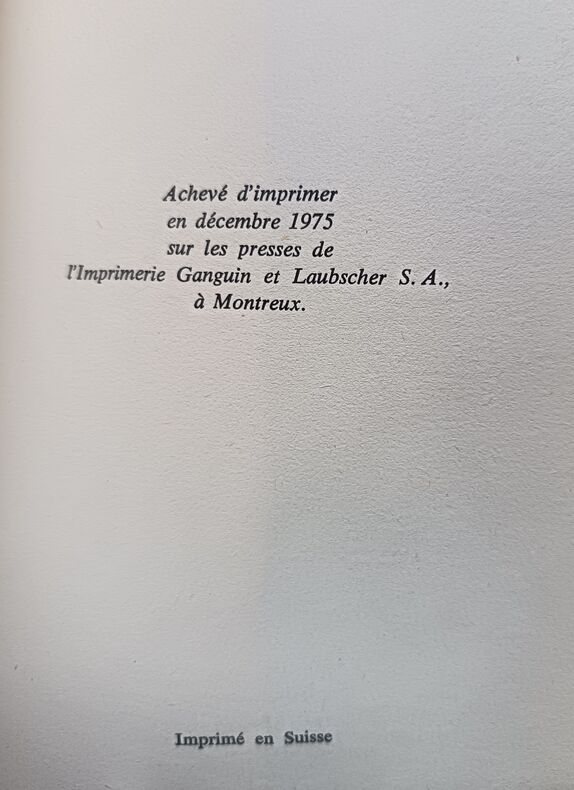 Achevé d'imprimer
en décembre 1975
sur les presses de
l'Imprimerie Ganguin et Laubscher S. A.,
à Montreux.
Imprimé en Suisse